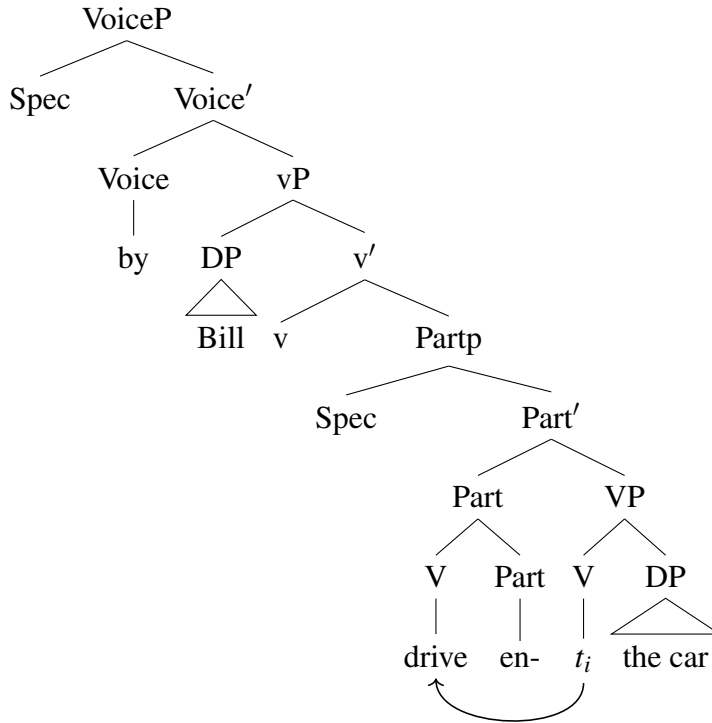 VoiceP
Spec Voice′
Voice vP
by DP v′
Bill v Partp
Spec Part′
Part VP
V Part V DP
drive en- tᵢ the car